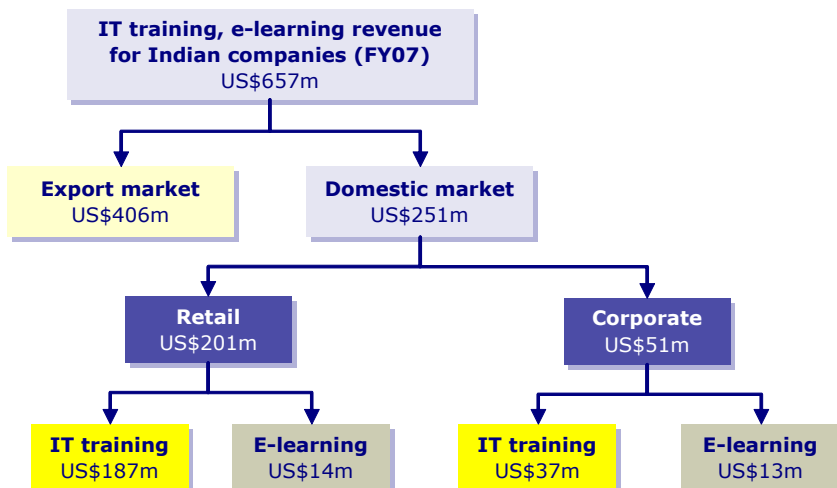 IT training, e-learning revenue
for Indian companies (FY07)
US$657m
Export market
US$406m
Domestic market
US$251m
Retail
US$201m
Corporate
US$51m
IT training
US$187m
E-learning
US$14m
IT training
US$37m
E-learning
US$13m